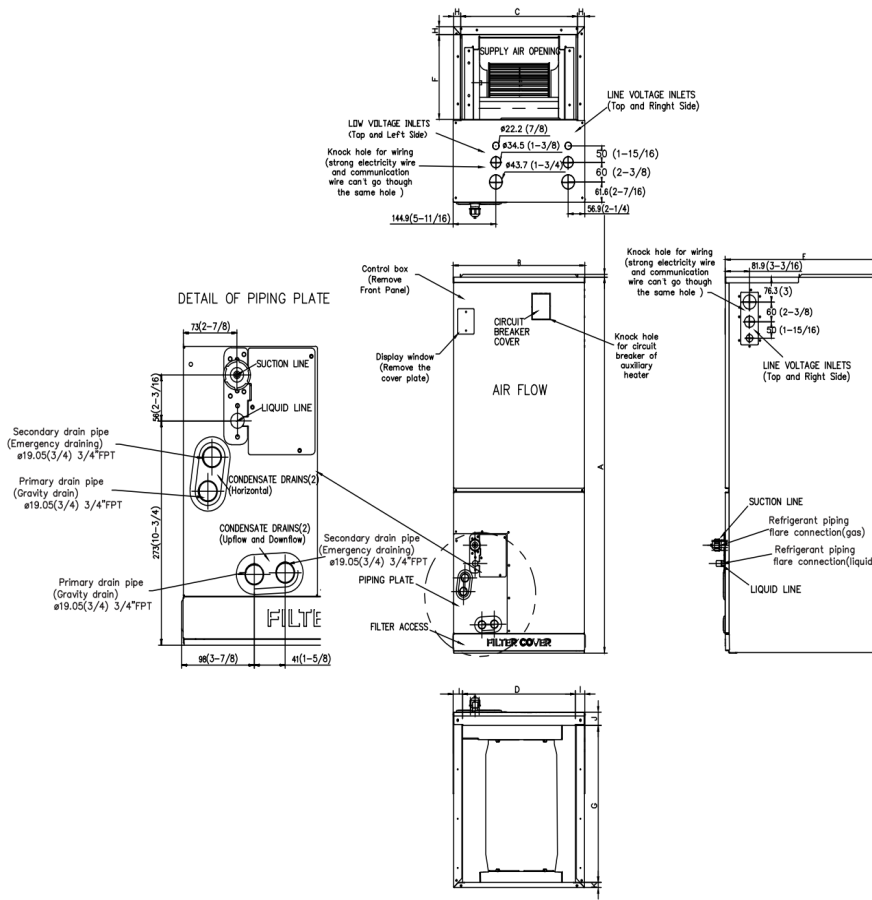 H
C
H
H
F
SUPPLY AIR OPENING
LINE VOLTAGE INLETS
(Top and Rignht Side)
LOW VOLTAGE INLETS
(Top and Left Side)
ø22.2 (7/8)
ø34.5 (1-3/8)
ø43.7 (1-3/4)
Knock hole for wiring
(strong electricity wire
and communication
wire can't go though
the same hole )
50 (1-15/16)
60 (2-3/8)
61.6(2-7/16)
56.9(2-1/4)
144.9(5-11/16)
B
Control box
(Remove
Front Panel)
CIRCUIT
BREAKER
COVER
Display window
(Remove the
cover plate)
Knock hole
for circuit
breaker of
auxiliary
heater
AIR FLOW
A
PIPING PLATE
FILTER ACCESS
FILTER COVER
Knock hole for wiring
(strong electricity wire
and communication
wire can't go though
the same hole )
E
81.9(3-3/16)
76.3(3)
60 (2-3/8)
50 (1-15/16)
LINE VOLTAGE INLETS
(Top and Right Side)
SUCTION LINE
Refrigerant piping
flare connection(gas)
Refrigerant piping
flare connection(liquid
LIQUID LINE
DETAIL OF PIPING PLATE
73(2-7/8)
SUCTION LINE
56(2-3/16)
LIQUID LINE
Secondary drain pipe
(Emergency draining)
ø19.05(3/4) 3/4"FPT
CONDENSATE DRAINS(2)
(Horizontal)
Primary drain pipe
(Gravity drain)
ø19.05(3/4) 3/4"FPT
273(10-3/4)
CONDENSATE DRAINS(2)
(Upflow and Downflow)
Secondary drain pipe
(Emergency draining)
ø19.05(3/4) 3/4"FPT
Primary drain pipe
(Gravity drain)
ø19.05(3/4) 3/4"FPT
FILTE
98(3-7/8)
41(1-5/8)
I
D
I
J
G
K